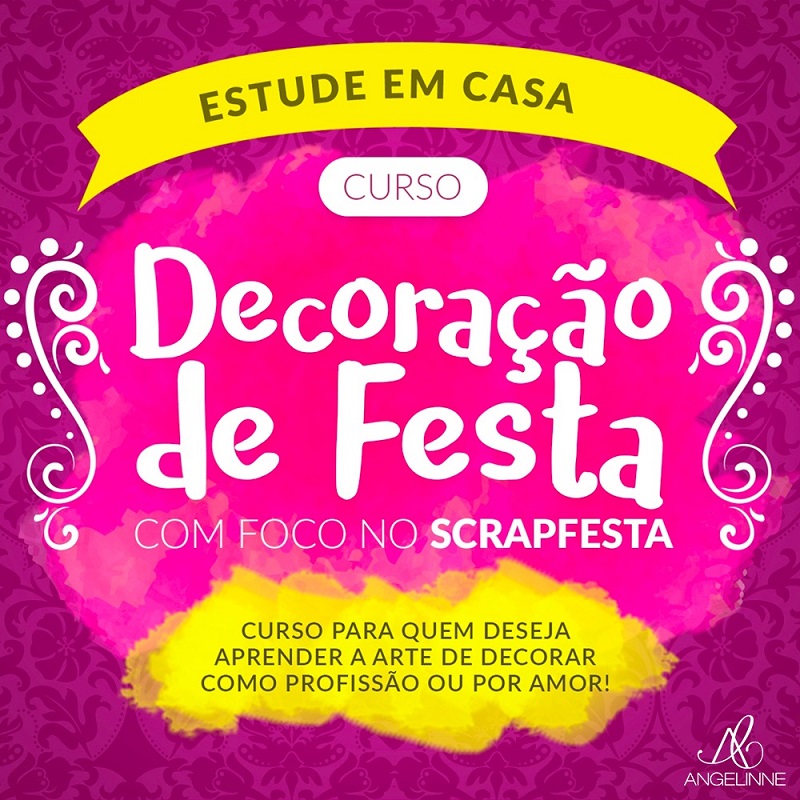 ESTUDE EM CASA
CURSO
Decoração
de Festa
COM FOCO NO SCRAPFESTA
CURSO PARA QUEM DESEJA
APRENDER A ARTE DE DECORAR
COMO PROFISSÃO OU POR AMOR!
ANGELINNE